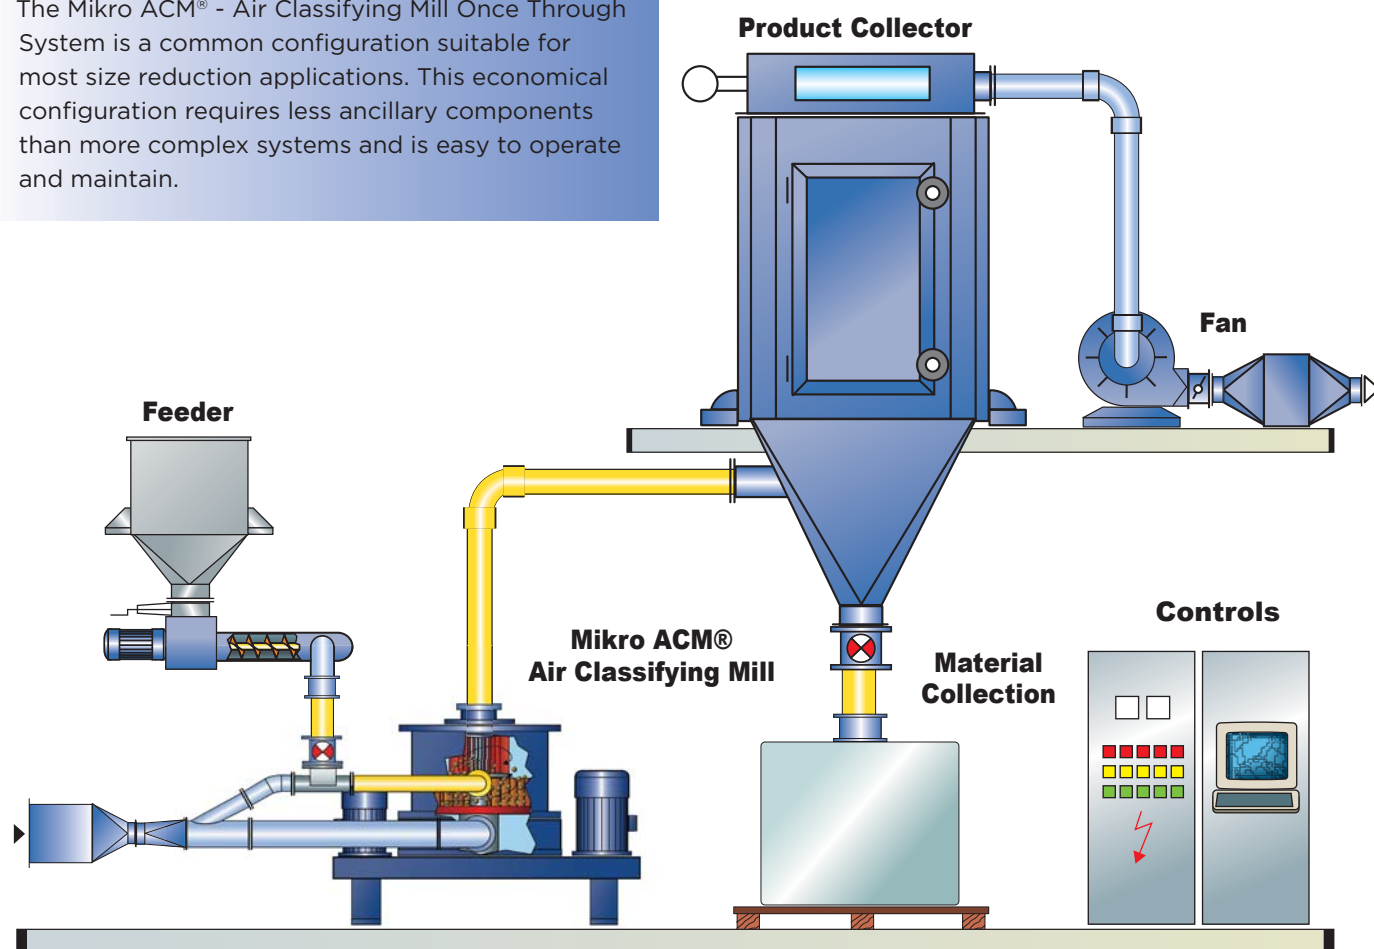 The Mikro ACM® - Air Classifying Mill Once Through
System is a common configuration suitable for
most size reduction applications. This economical
configuration requires less ancillary components
than more complex systems and is easy to operate
and maintain.
Product Collector
Fan
Feeder
Mikro ACM®
Air Classifying Mill
Material
Collection
Controls